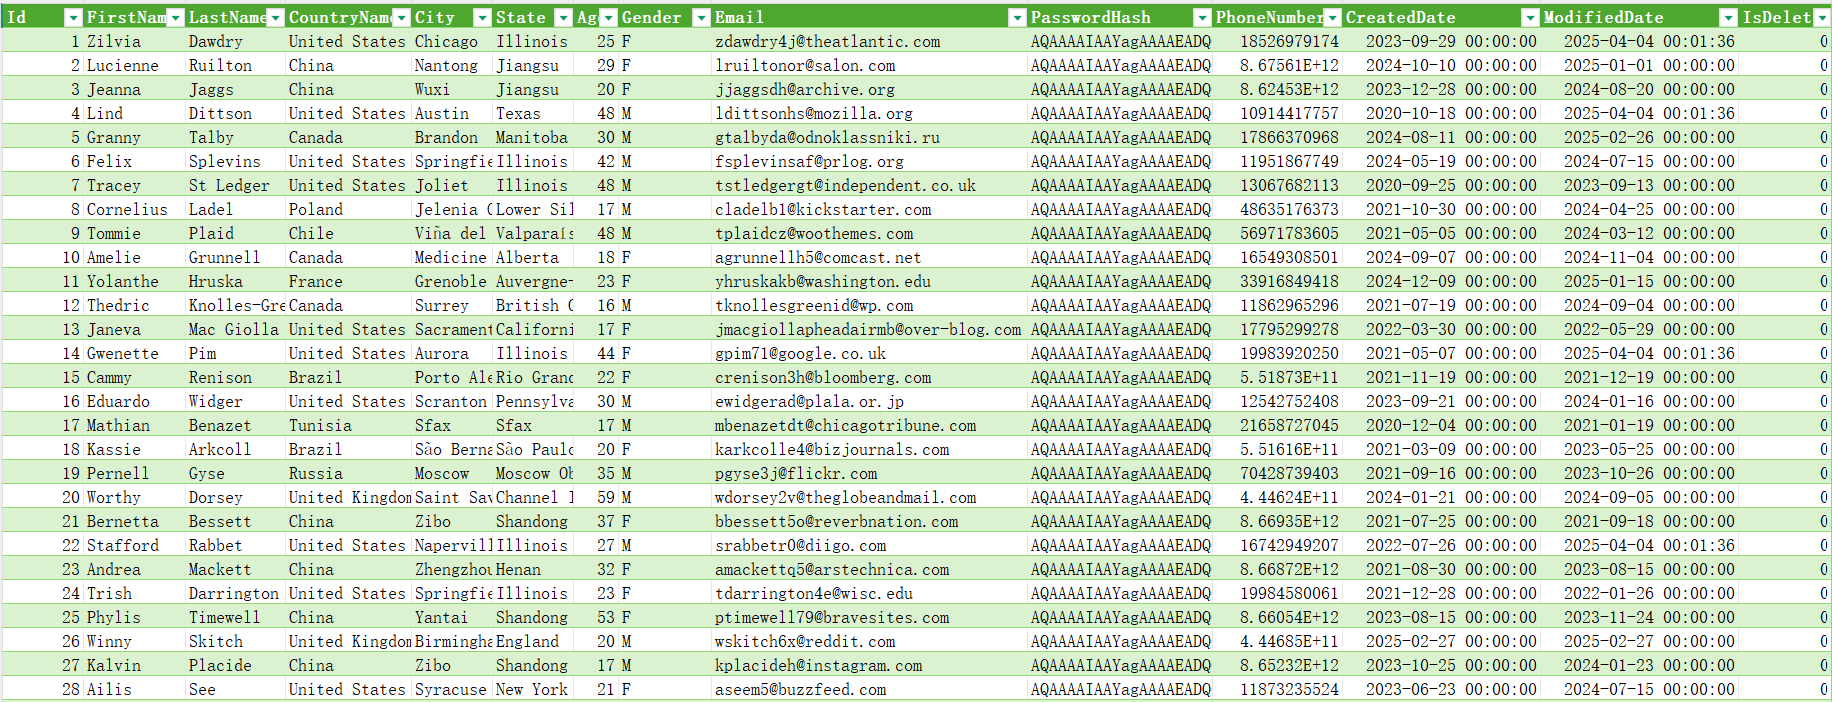 Id FirstNam LastName CountryName City State Ag Gender Email PasswordHash PhoneNumber CreatedDate ModifiedDate IsDelet
1 Zilvia Dawdry United States Chicago Illinois 25 F zdawdry4j@theatlantic.com AQAAAAIAAYagAAAAEADQ 18526979174 2023-09-29 00:00:00 2025-04-04 00:01:36 0
2 Lucienne Ruilton China Nantong Jiangsu 29 F lruiltonor@salon.com AQAAAAIAAYagAAAAEADQ 8.67561E+12 2024-10-10 00:00:00 2025-01-01 00:00:00 0
3 Jeanna Jaggs China Wuxi Jiangsu 20 F jjaggsdh@archive.org AQAAAAIAAYagAAAAEADQ 8.62453E+12 2023-12-28 00:00:00 2024-08-20 00:00:00 0
4 Lind Dittson United States Austin Texas 48 M ldittsonhs@mozilla.org AQAAAAIAAYagAAAAEADQ 10914417757 2020-10-18 00:00:00 2025-04-04 00:01:36 0
5 Granny Talby Canada Brandon Manitoba 30 M gtalbyda@odnoklassniki.ru AQAAAAIAAYagAAAAEADQ 17866370968 2024-08-11 00:00:00 2025-02-26 00:00:00 0
6 Felix Splevins United States Springfie Illinois 42 M fsplevinsaf@prlog.org AQAAAAIAAYagAAAAEADQ 11951867749 2024-05-19 00:00:00 2024-07-15 00:00:00 0
7 Tracey St Ledger United States Joliet Illinois 48 M tstledgergt@independent.co.uk AQAAAAIAAYagAAAAEADQ 13067682113 2020-09-25 00:00:00 2023-09-13 00:00:00 0
8 Cornelius Ladel Poland Jelenia G Lower Sil 17 M cladelb1@kickstarter.com AQAAAAIAAYagAAAAEADQ 48635176373 2021-10-30 00:00:00 2024-04-25 00:00:00 0
9 Tommie Plaid Chile Viña del Valparaís 48 M tplaidcz@woothemes.com AQAAAAIAAYagAAAAEADQ 56971783605 2021-05-05 00:00:00 2024-03-12 00:00:00 0
10 Amelie Grunnell Canada Medicine Alberta 18 F agrunnellh5@comcast.net AQAAAAIAAYagAAAAEADQ 16549308501 2024-09-07 00:00:00 2024-11-04 00:00:00 0
11 Yolanthe Hruska France Grenoble Auvergne- 23 F yhruskakb@washington.edu AQAAAAIAAYagAAAAEADQ 33916849418 2024-12-09 00:00:00 2025-01-15 00:00:00 0
12 Thedric Knolles-Gre Canada Surrey British C 16 M tknollesgreenid@wp.com AQAAAAIAAYagAAAAEADQ 11862965296 2021-07-19 00:00:00 2024-09-04 00:00:00 0
13 Janeva Mac Giolla United States Sacrament Californi 17 F jmacgiollapheadairmb@over-blog.com AQAAAAIAAYagAAAAEADQ 17795299278 2022-03-30 00:00:00 2022-05-29 00:00:00 0
14 Gwenette Pim United States Aurora Illinois 44 F gpim71@google.co.uk AQAAAAIAAYagAAAAEADQ 19983920250 2021-05-07 00:00:00 2025-04-04 00:01:36 0
15 Cammy Renison Brazil Porto Ale Rio Grand 22 F crenison3h@bloomberg.com AQAAAAIAAYagAAAAEADQ 5.51873E+11 2021-11-19 00:00:00 2021-12-19 00:00:00 0
16 Eduardo Widger United States Scranton Pennsylva 30 M ewidgerad@plala.or.jp AQAAAAIAAYagAAAAEADQ 12542752408 2023-09-21 00:00:00 2024-01-16 00:00:00 0
17 Mathian Benazet Tunisia Sfax Sfax 17 M mbenazetdt@chicagotribune.com AQAAAAIAAYagAAAAEADQ 21658727045 2020-12-04 00:00:00 2021-01-19 00:00:00 0
18 Kassie Arkcoll Brazil São Berna São Paulo 20 F karkcolle4@bizjournals.com AQAAAAIAAYagAAAAEADQ 5.51616E+11 2021-03-09 00:00:00 2023-05-25 00:00:00 0
19 Pernell Gyse Russia Moscow Moscow Ob 35 M pgyse3j@flickr.com AQAAAAIAAYagAAAAEADQ 70428739403 2021-09-16 00:00:00 2023-10-26 00:00:00 0
20 Worthy Dorsey United Kingdom Saint Sav Channel I 59 M wdorsey2v@theglobeandmail.com AQAAAAIAAYagAAAAEADQ 4.44624E+11 2024-01-21 00:00:00 2024-09-05 00:00:00 0
21 Bernetta Bessett China Zibo Shandong 37 F bbessett5o@reverbnation.com AQAAAAIAAYagAAAAEADQ 8.66935E+12 2021-07-25 00:00:00 2021-09-18 00:00:00 0
22 Stafford Rabbet United States Napervill Illinois 27 M srabbetr0@diigo.com AQAAAAIAAYagAAAAEADQ 16742949207 2022-07-26 00:00:00 2025-04-04 00:01:36 0
23 Andrea Mackett China Zhengzhou Henan 32 F amackettq5@arstechnica.com AQAAAAIAAYagAAAAEADQ 8.66872E+12 2021-08-30 00:00:00 2023-08-15 00:00:00 0
24 Trish Darrington United States Springfie Illinois 23 F tdarrington4e@wisc.edu AQAAAAIAAYagAAAAEADQ 19984580061 2021-12-28 00:00:00 2022-01-26 00:00:00 0
25 Phylis Timewell China Yantai Shandong 53 F ptimewell79@bravesites.com AQAAAAIAAYagAAAAEADQ 8.66054E+12 2023-08-15 00:00:00 2023-11-24 00:00:00 0
26 Winny Skitch United Kingdom Birmingha England 20 M wskitch6x@reddit.com AQAAAAIAAYagAAAAEADQ 4.44685E+11 2025-02-27 00:00:00 2025-02-27 00:00:00 0
27 Kalvin Placide China Zibo Shandong 17 M kplacideh@instagram.com AQAAAAIAAYagAAAAEADQ 8.65232E+12 2023-10-25 00:00:00 2024-01-23 00:00:00 0
28 Ailis See United States Syracuse New York 21 F aseem5@buzzfeed.com AQAAAAIAAYagAAAAEADQ 11873235524 2023-06-23 00:00:00 2024-07-15 00:00:00 0